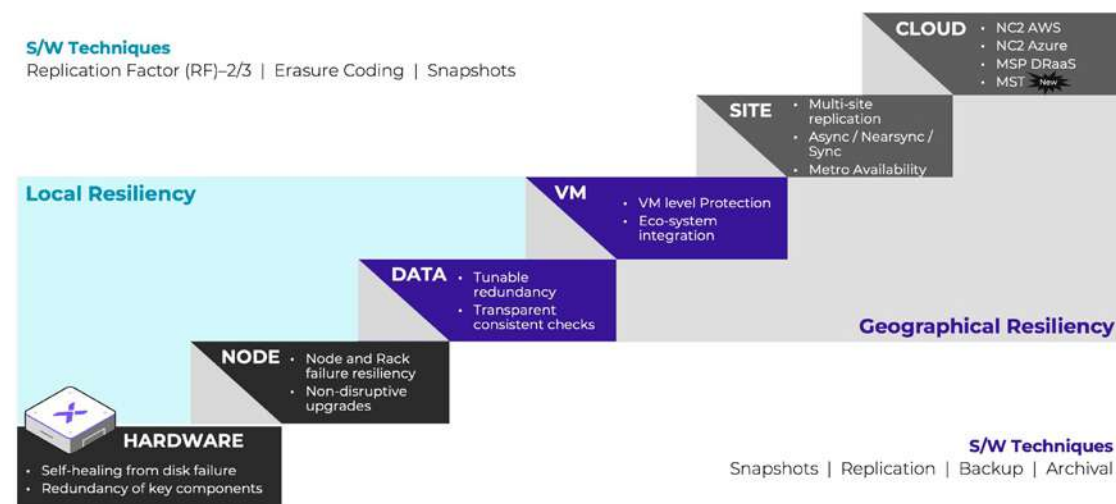 S/W Techniques
Replication Factor (RF)–2/3 | Erasure Coding | Snapshots
CLOUD
• NC2 AWS
• NC2 Azure
• MSP DRaaS
• MST New
SITE
• Multi-site
replication
• Async / Nearsync /
Sync
• Metro Availability
Local Resiliency
VM
• VM level Protection
• Eco-system
integration
DATA
• Tunable
redundancy
• Transparent
consistent checks
Geographical Resiliency
NODE
• Node and Rack
failure resiliency
• Non-disruptive
upgrades
HARDWARE
• Self-healing from disk failure
• Redundancy of key components
S/W Techniques
Snapshots | Replication | Backup | Archival